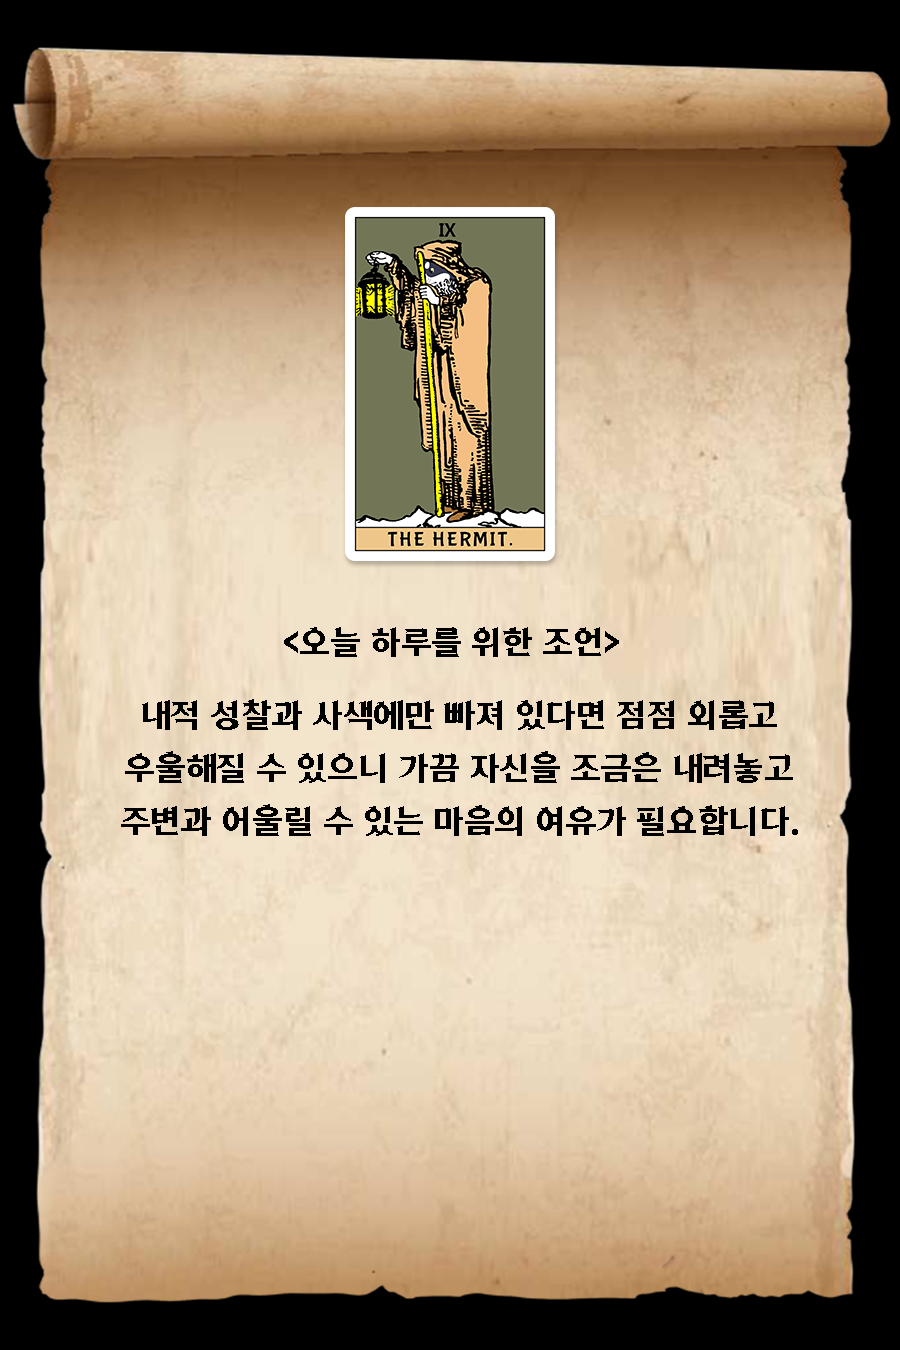 IX
THE HERMIT.
<오늘 하루를 위한 조언>
내적 성찰과 사색에만 빠져 있다면 점점 외롭고
우울해질 수 있으니 가끔 자신을 조금은 내려놓고
주변과 어울릴 수 있는 마음의 여유가 필요합니다.